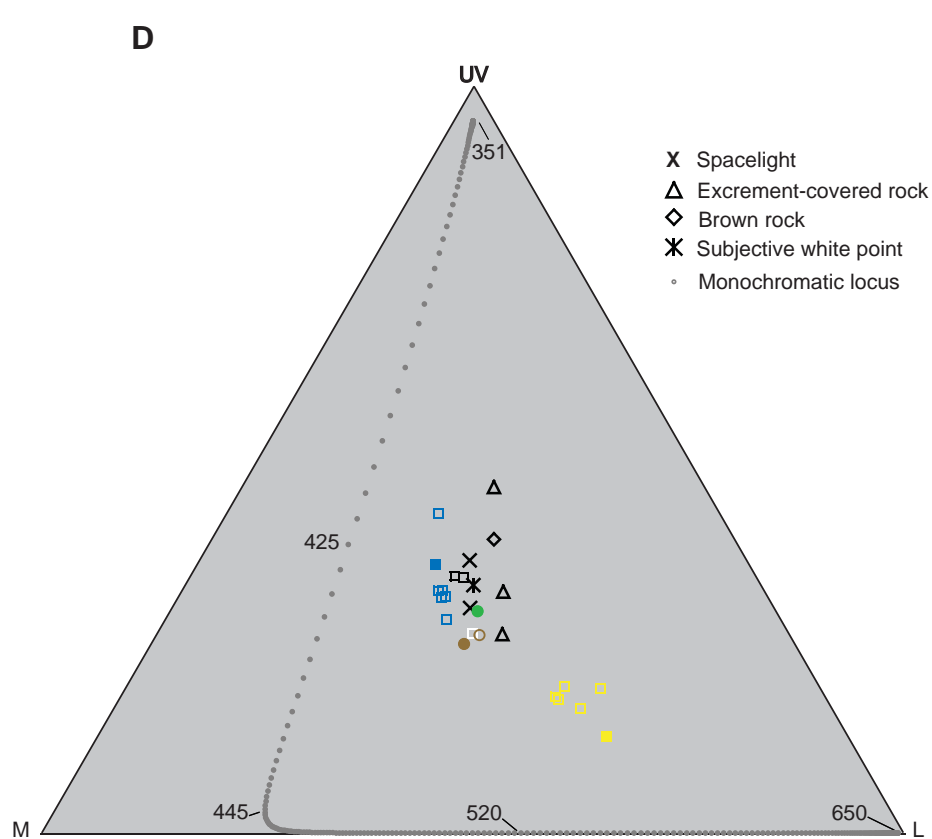 D
UV
351
X Spacelight
Excrement-covered rock
Brown rock
Subjective white point
Monochromatic locus
425
445
520
650
M
L